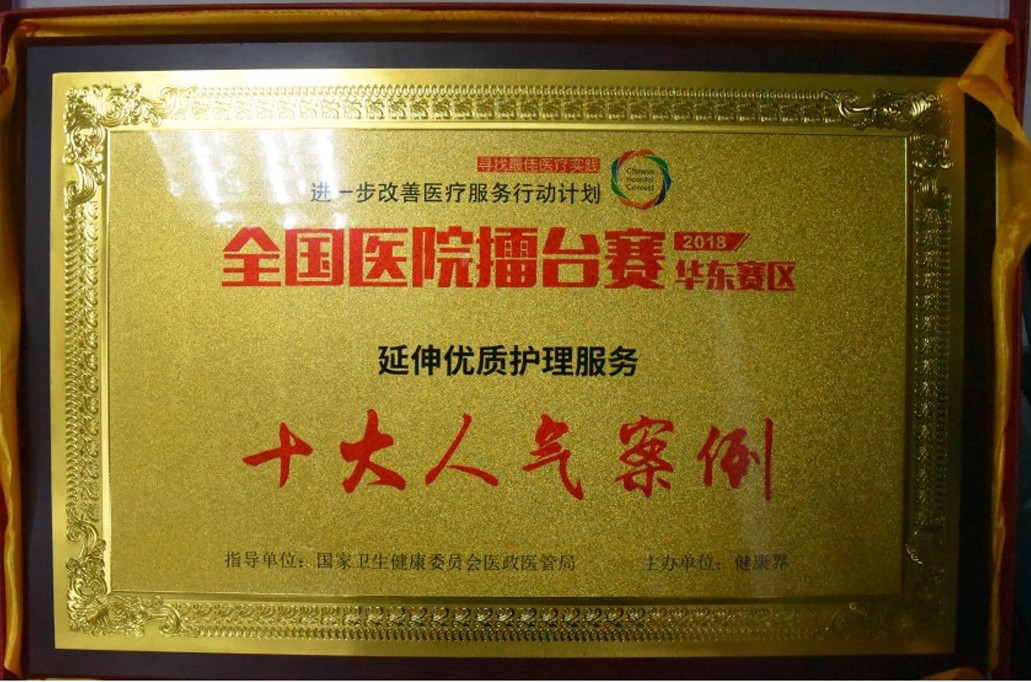 寻找最佳医疗实践
进一步改善医疗服务行动计划
Chinese
Hospital
Contest
全国医院擂台赛 2018 华东赛区
延伸优质护理服务
十大人气案例
指导单位：国家卫生健康委员会医政医管局 主办单位：健康界